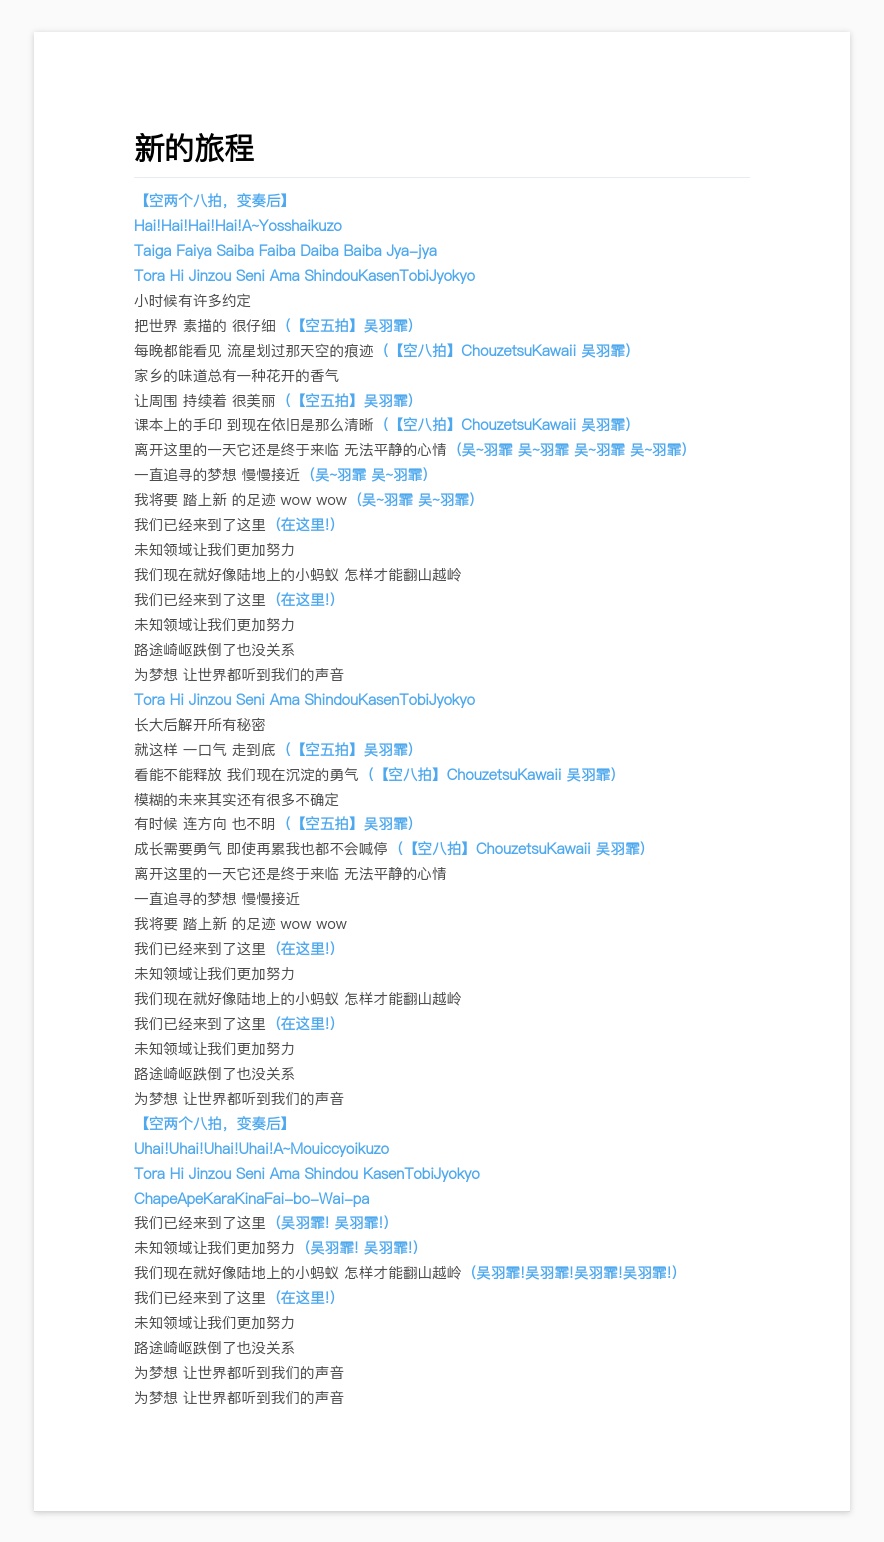 新的旅程
【空两个八拍，变奏后】
Hai!Hai!Hai!Hai!A~Yosshaikuzo
Taiga Faiya Saiba Faiba Daiba Baiba Jya-jya
Tora Hi Jinzou Seni Ama ShindouKasenTobiJyokyo
小时候有许多约定
把世界 素描的 很仔细（【空五拍】吴羽霏）
每晚都能看见 流星划过那天空的痕迹（【空八拍】ChouzetsuKawaii 吴羽霏）
家乡的味道总有一种花开的香气
让周围 持续着 很美丽（【空五拍】吴羽霏）
课本上的手印 到现在依旧是那么清晰（【空八拍】ChouzetsuKawaii 吴羽霏）
离开这里的一天它还是终于来临 无法平静的心情（吴~羽霏 吴~羽霏 吴~羽霏 吴~羽霏）
一直追寻的梦想 慢慢接近（吴~羽霏 吴~羽霏）
我将要 踏上新 的足迹 wow wow（吴~羽霏 吴~羽霏）
我们已经来到了这里（在这里!）
未知领域让我们更加努力
我们现在就好像陆地上的小蚂蚁 怎样才能翻山越岭
我们已经来到了这里（在这里!）
未知领域让我们更加努力
路途崎岖跌倒了也没关系
为梦想 让世界都听到我们的声音
Tora Hi Jinzou Seni Ama ShindouKasenTobiJyokyo
长大后解开所有秘密
就这样 一口气 走到底（【空五拍】吴羽霏）
看能不能释放 我们现在沉淀的勇气（【空八拍】ChouzetsuKawaii 吴羽霏）
模糊的未来其实还有很多不确定
有时候 连方向 也不明（【空五拍】吴羽霏）
成长需要勇气 即使再累我也都不会喊停（【空八拍】ChouzetsuKawaii 吴羽霏）
离开这里的一天它还是终于来临 无法平静的心情
一直追寻的梦想 慢慢接近
我将要 踏上新 的足迹 wow wow
我们已经来到了这里（在这里!）
未知领域让我们更加努力
我们现在就好像陆地上的小蚂蚁 怎样才能翻山越岭
我们已经来到了这里（在这里!）
未知领域让我们更加努力
路途崎岖跌倒了也没关系
为梦想 让世界都听到我们的声音
【空两个八拍，变奏后】
Uhai!Uhai!Uhai!Uhai!A~Mouiccyoikuzo
Tora Hi Jinzou Seni Ama Shindou KasenTobiJyokyo
ChapeApeKaraKinaFai-bo-Wai-pa
我们已经来到了这里（吴羽霏! 吴羽霏!）
未知领域让我们更加努力（吴羽霏! 吴羽霏!）
我们现在就好像陆地上的小蚂蚁 怎样才能翻山越岭（吴羽霏!吴羽霏!吴羽霏!吴羽霏!）
我们已经来到了这里（在这里!）
未知领域让我们更加努力
路途崎岖跌倒了也没关系
为梦想 让世界都听到我们的声音
为梦想 让世界都听到我们的声音